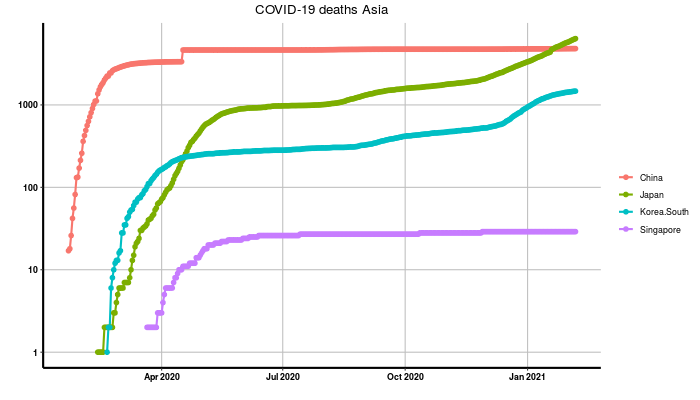 COVID-19 deaths Asia
1000
100
10
1
Apr 2020
Jul 2020
Oct 2020
Jan 2021
China
Japan
Korea.South
Singapore